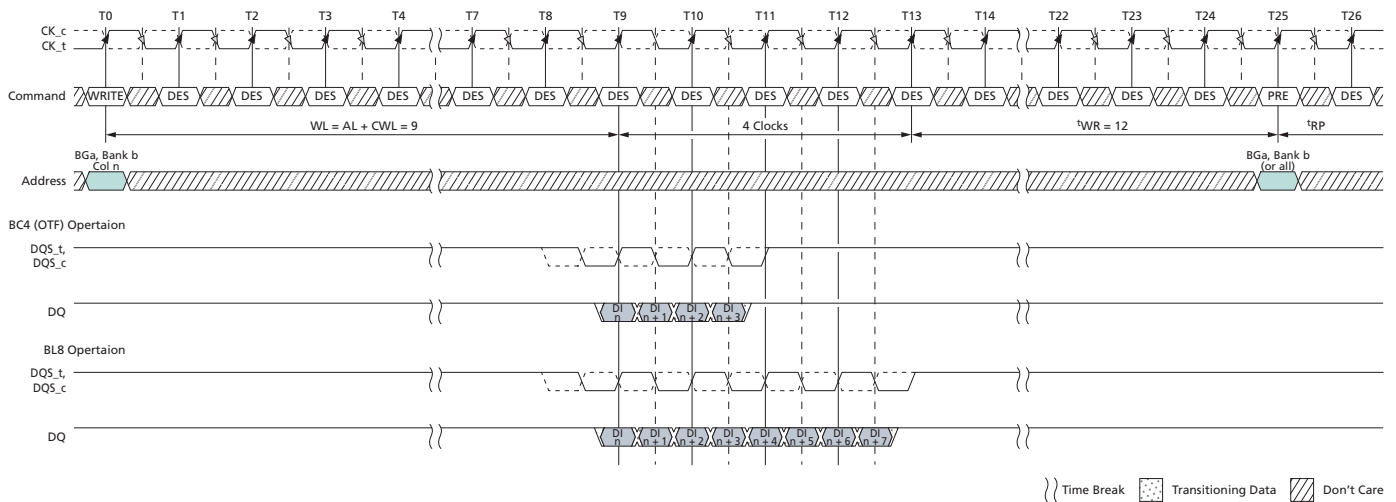 T0 T1 T2 T3 T4 T7 T8 T9 T10 T11 T12 T13 T14 T22 T23 T24 T25 T26
CK_c
CK_t
Command WRITE DES DES DES DES DES DES DES DES DES DES DES DES DES DES DES PRE DES
WL = AL + CWL = 9 4 Clocks tWR = 12 tRP
BGa, Bank b
Col n
BGa, Bank b
(or all)
Address
BC4 (OTF) Opertaion
DQS_t,
DQS_c
DQ DI n DI n + 1 DI n + 2 DI n + 3
BL8 Opertaion
DQS_t,
DQS_c
DQ DI n DI n + 1 DI n + 2 DI n + 3 DI n + 4 DI n + 5 DI n + 6 DI n + 7
Time Break Transitioning Data Don't Care